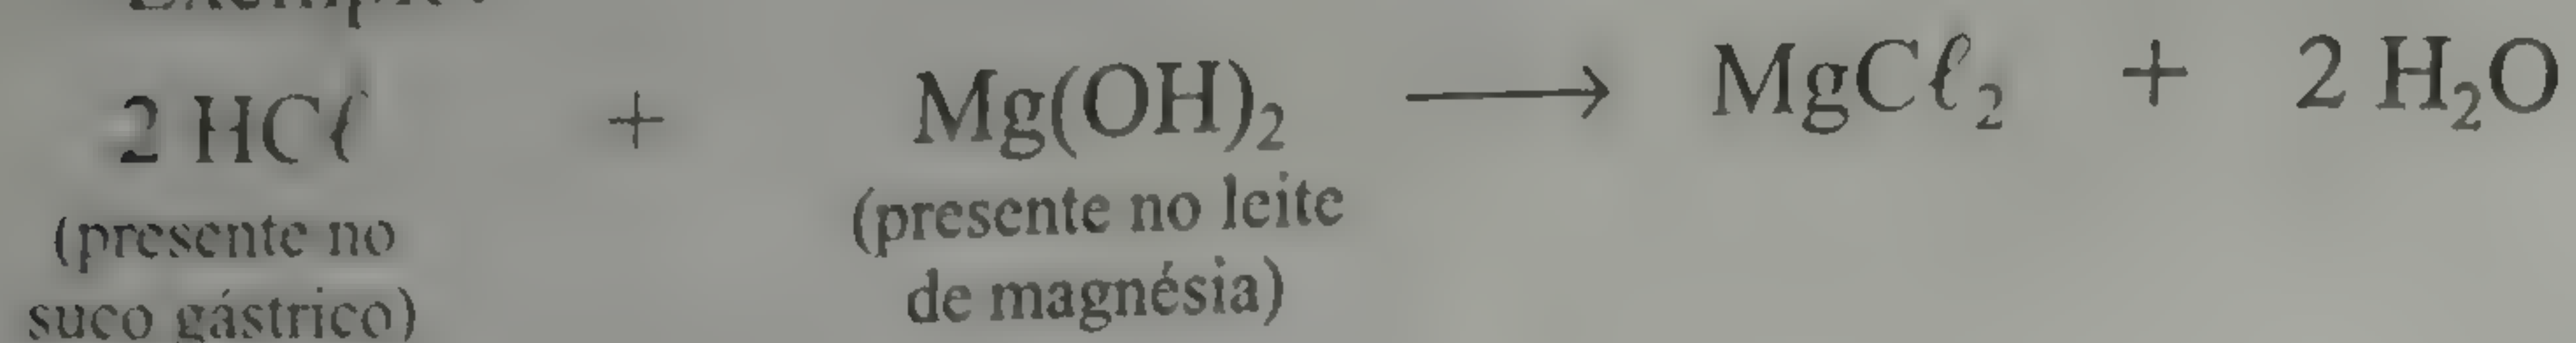 2 HCℓ + Mg(OH)₂ ⟶ MgCℓ₂ + 2 H₂O
(presente no
suco gástrico)
(presente no leite
de magnésia)